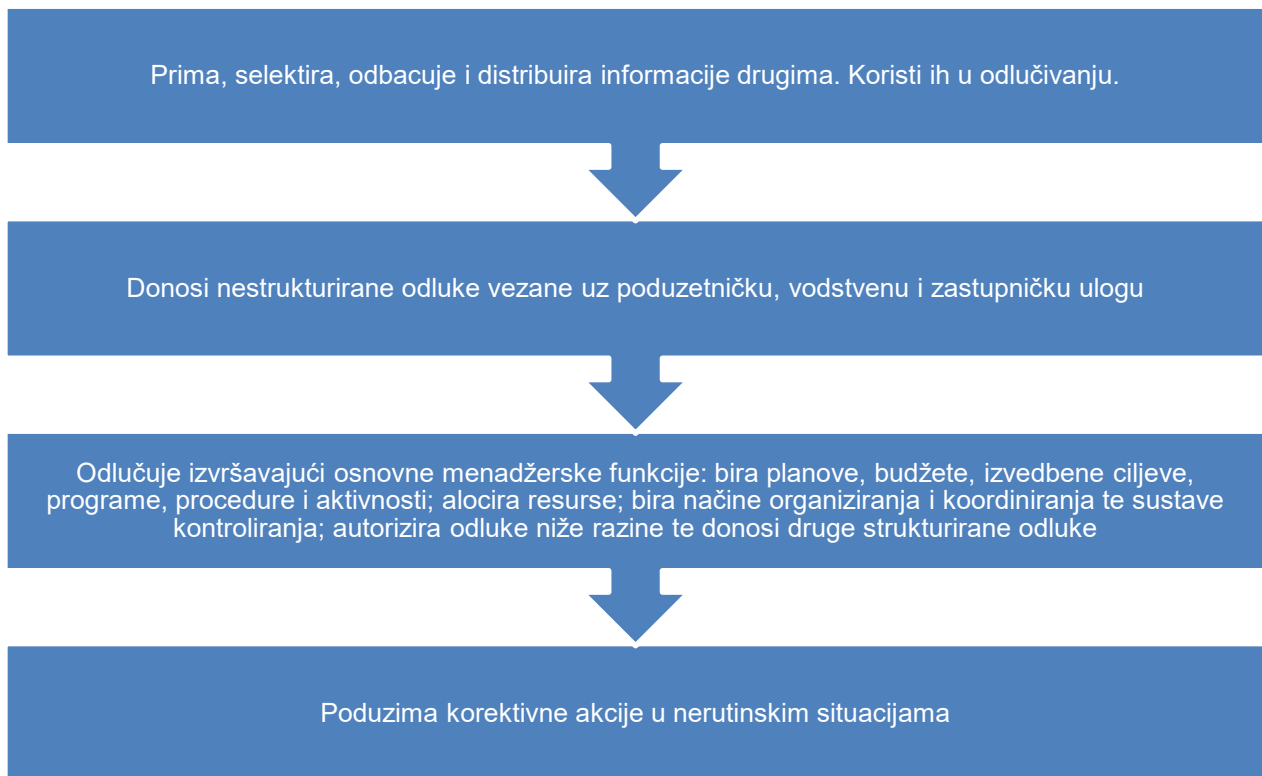 Prima, selektira, odbacuje i distribuira informacije drugima. Koristi ih u odlučivanju.
Donosi nestrukturirane odluke vezane uz poduzetničku, vodstvenu i zastupničku ulogu
Odlučuje izvršavajući osnovne menadžerske funkcije: bira planove, budžete, izvedbene ciljeve,
programe, procedure i aktivnosti; alocira resurse; bira načine organiziranja i koordiniranja te sustave
kontroliranja; autorizira odluke niže razine te donosi druge strukturirane odluke
Poduzima korektivne akcije u nerutinskim situacijama